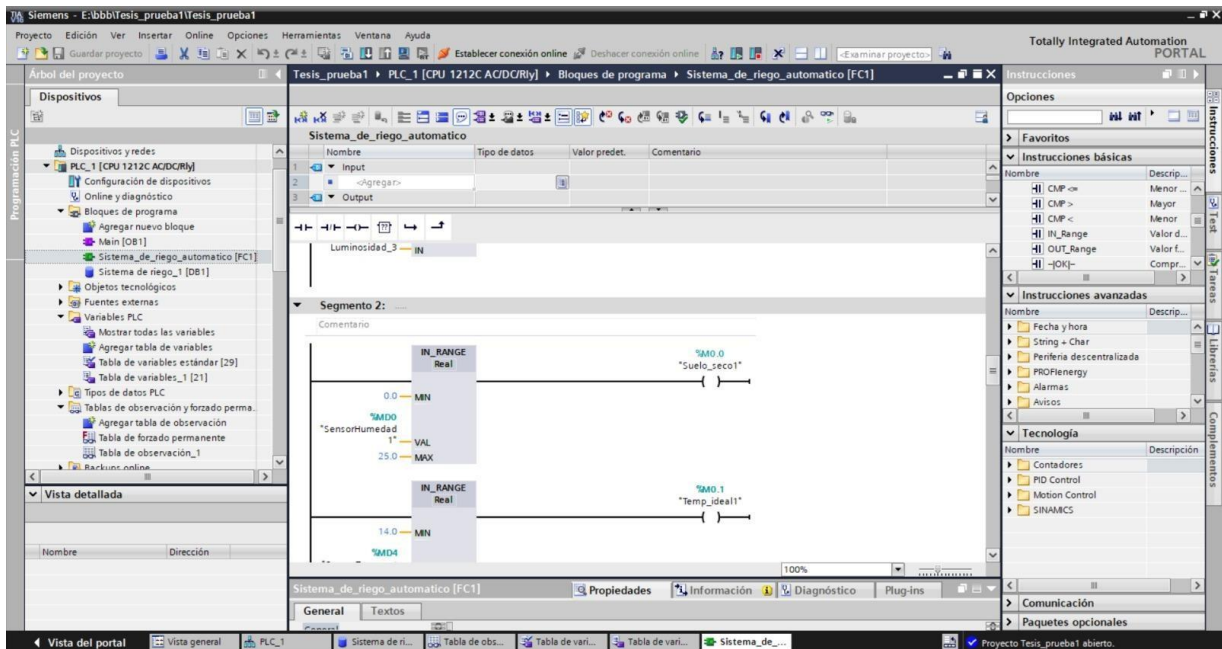 Siemens - E:\bbb\Tesis_prueba1\Tesis_prueba1
Proyecto Edición Ver Insertar Online Opciones Herramientas Ventana Ayuda
Guardar proyecto Establecer conexión online Deshacer conexión online <Examinar proyecto>
Totally Integrated Automation
PORTAL
Árbol del proyecto
Dispositivos
Programación PLC
Dispositivos y redes
PLC_1 [CPU 1212C AC/DC/Rly]
Configuración de dispositivos
Online y diagnóstico
Bloques de programa
Agregar nuevo bloque
Main [OB1]
Sistema_de_riego_automatico [FC1]
Sistema de riego_1 [DB1]
Objetos tecnológicos
Fuentes externas
Variables PLC
Mostrar todas las variables
Agregar tabla de variables
Tabla de variables estándar [29]
Tabla de variables_1 [21]
Tipos de datos PLC
Tablas de observación y forzado perma..
Agregar tabla de observación
Tabla de forzado permanente
Tabla de observación_1
Backups online
Vista detallada
Nombre Dirección
Tesis_prueba1 PLC_1 [CPU 1212C AC/DC/Rly] Bloques de programa Sistema_de_riego_automatico [FC1]
Sistema_de_riego_automatico
Nombre Tipo de datos Valor predet. Comentario
1 Input
2 <Agregar>
3 Output
Luminosidad_3 IN
Segmento 2:
Comentario
IN_RANGE
Real
%M0.0
"Suelo_seco1"
0.0 MIN
%MD0
"SensorHumedad
1" VAL
25.0 MAX
IN_RANGE
Real
%M0.1
"Temp_ideal1"
14.0 MIN
%MD4
100%
Sistema_de_riego_automatico [FC1]
Propiedades Información Diagnóstico Plug-ins
General Textos
General
Instrucciones
Opciones
Favoritos
Instrucciones básicas
Nombre Descrip...
CMP <= Menor ...
CMP > Mayor
CMP < Menor
IN_Range Valor d...
OUT_Range Valor f...
-|OK|- Compr...
Instrucciones avanzadas
Nombre Descrip...
Fecha y hora
String + Char
Periferia descentralizada
PROFIenergy
Alarmas
Avisos
Tecnología
Nombre Descripción
Contadores
PID Control
Motion Control
SINAMICS
Comunicación
Paquetes opcionales
Instrucciones
Test
Tareas
Librerías
Complementos
Vista del portal Vista general PLC_1 Sistema de ri... Tabla de obs... Tabla de vari... Tabla de vari... Sistema_de_... Proyecto Tesis_prueba1 abierto.